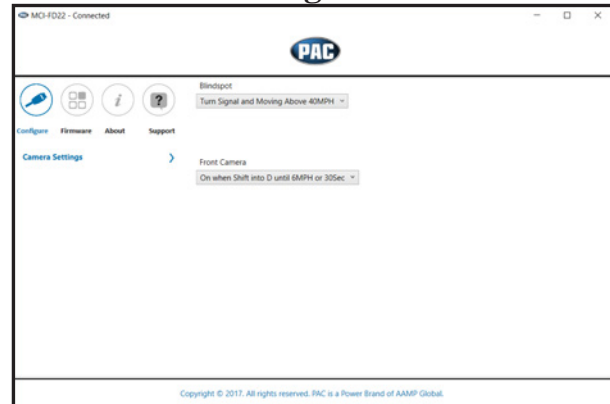 MCI-FD22 - Connected
PAC
Blindspot
Turn Signal and Moving Above 40MPH
Configure Firmware About Support
Camera Settings
Front Camera
On when Shift into D until 6MPH or 30Sec
Copyright © 2017. All rights reserved. PAC is a Power Brand of AAMP Global.